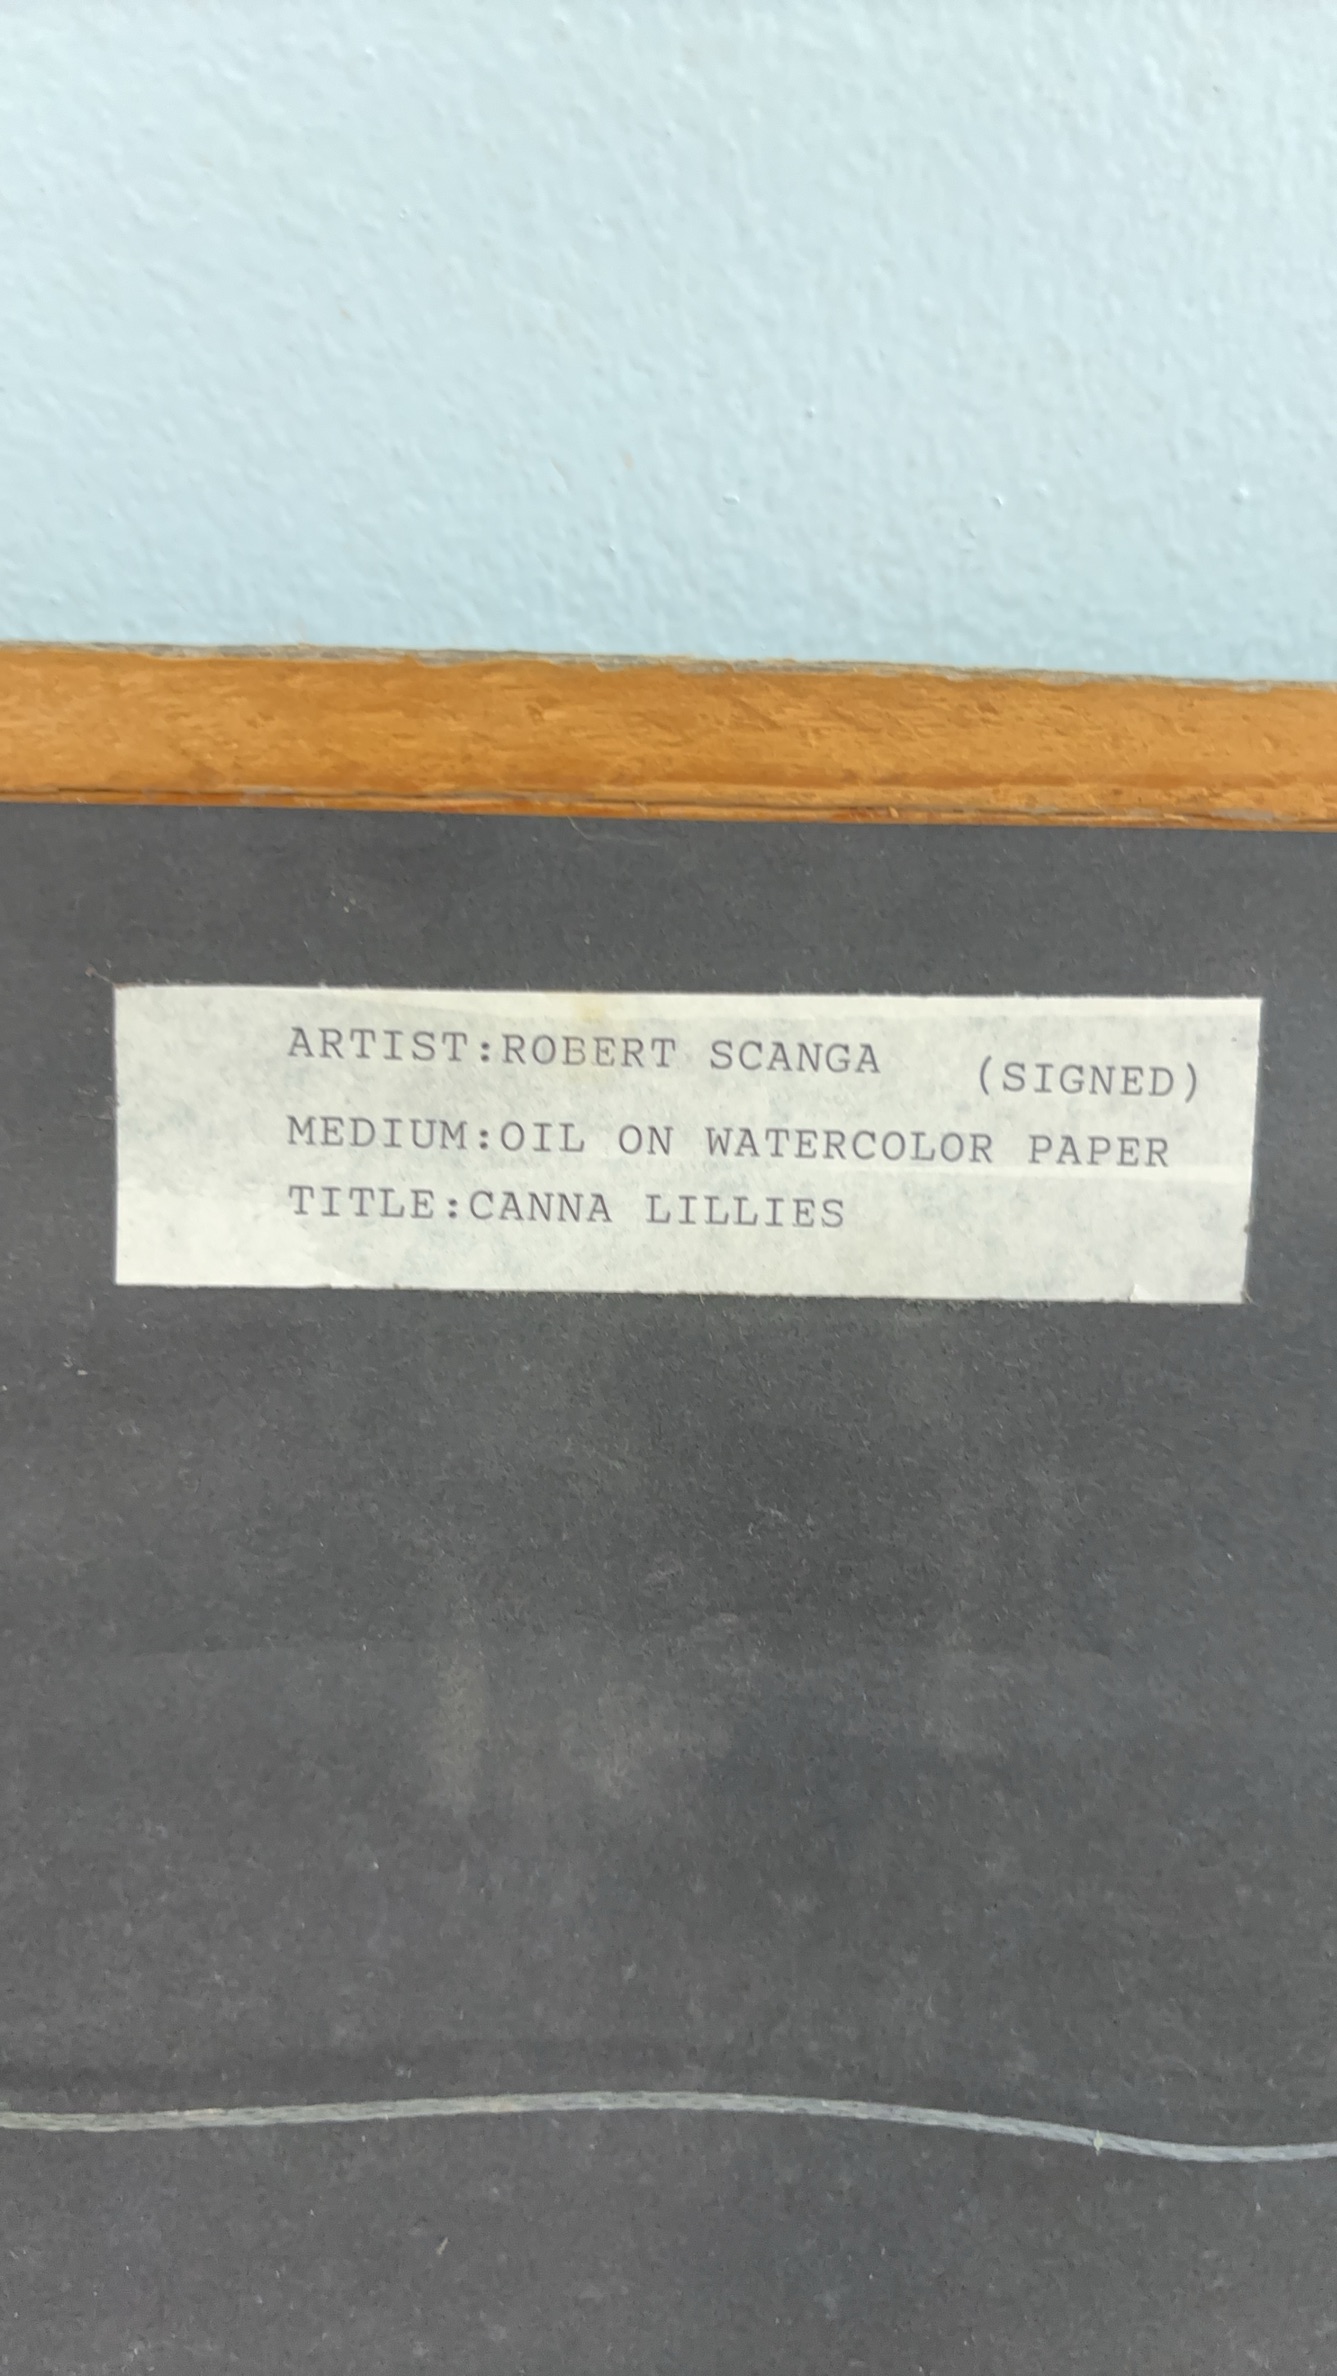 ARTIST:ROBERT SCANGA (SIGNED)
MEDIUM:OIL ON WATERCOLOR PAPER
TITLE:CANNA LILLIES